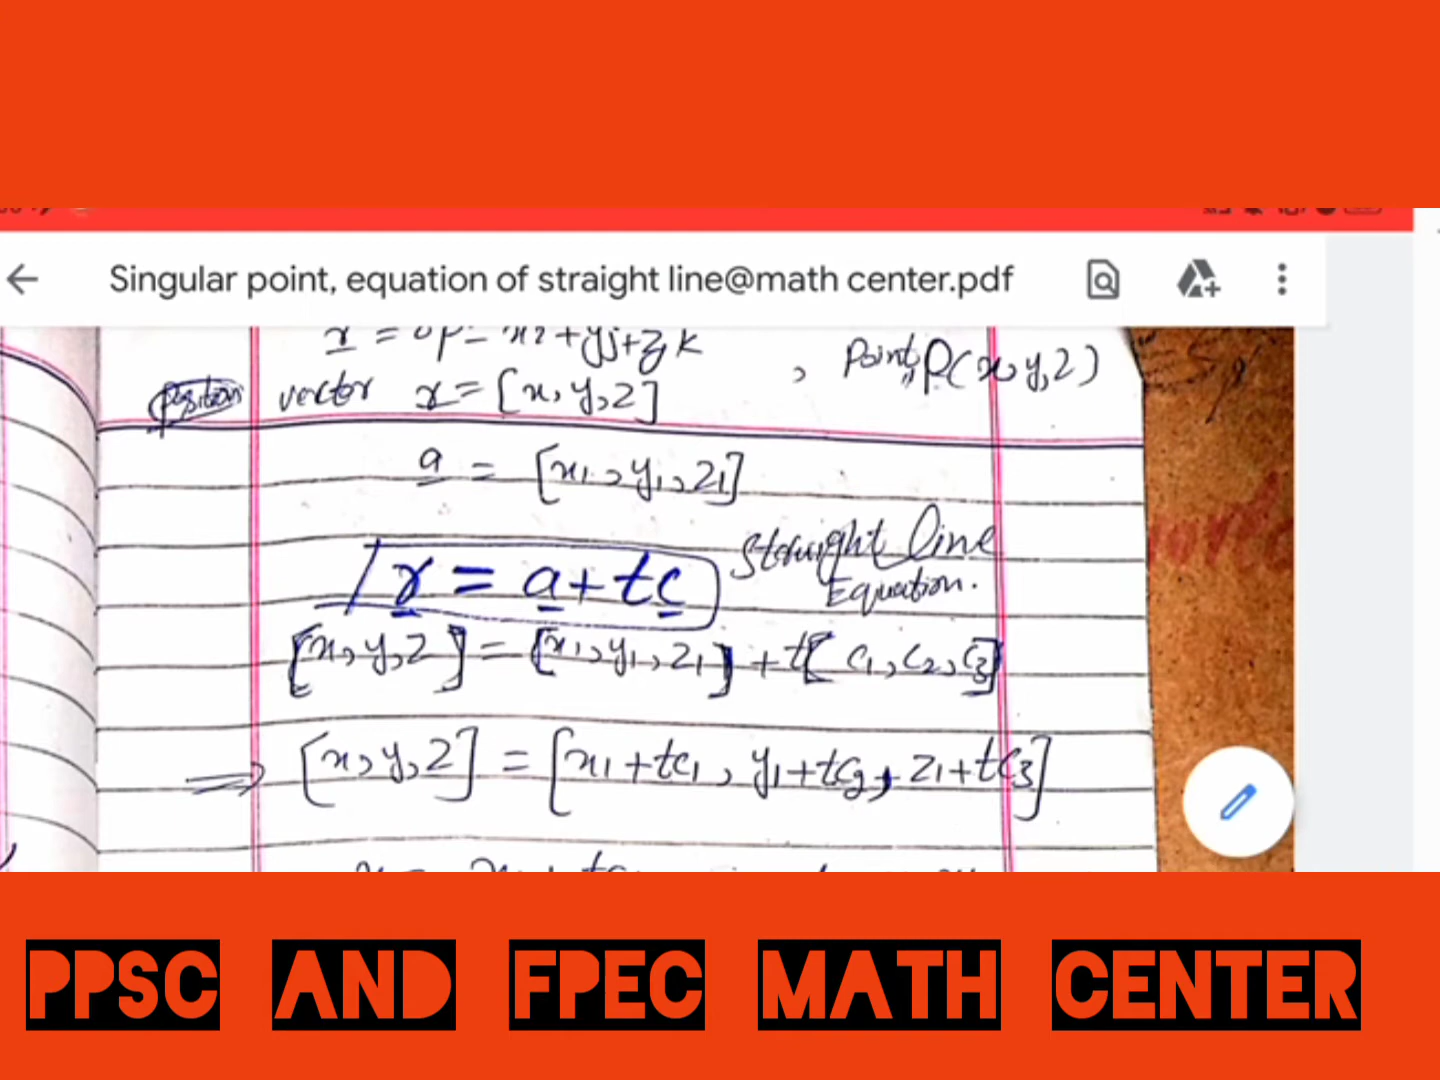 Singular point, equation of straight line@math center.pdf
r = op = xi+yj+zk , Point, P(x,y,z)
Position vector r = [x,y,z]
a = [x1,y1,z1]
r = a+tc Straight line Equation.
[x,y,z] = [x1,y1,z1] + t[c1,c2,c3]
⇒ [x,y,z] = [x1+tc1, y1+tc2, z1+tc3]
PPSC AND FPEC MATH CENTER